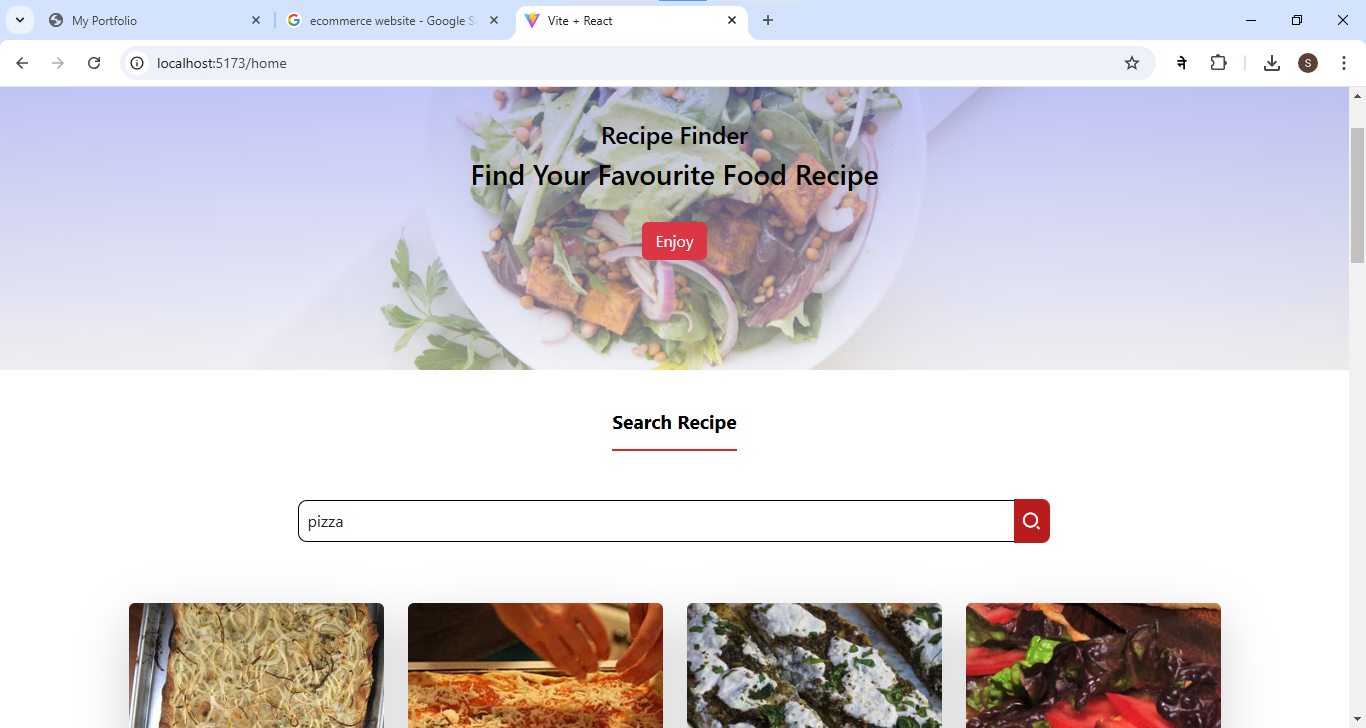 My Portfolio
ecommerce website - Google S
Vite + React
localhost:5173/home
ने
S
Recipe Finder
Find Your Favourite Food Recipe
Enjoy
Search Recipe
pizza